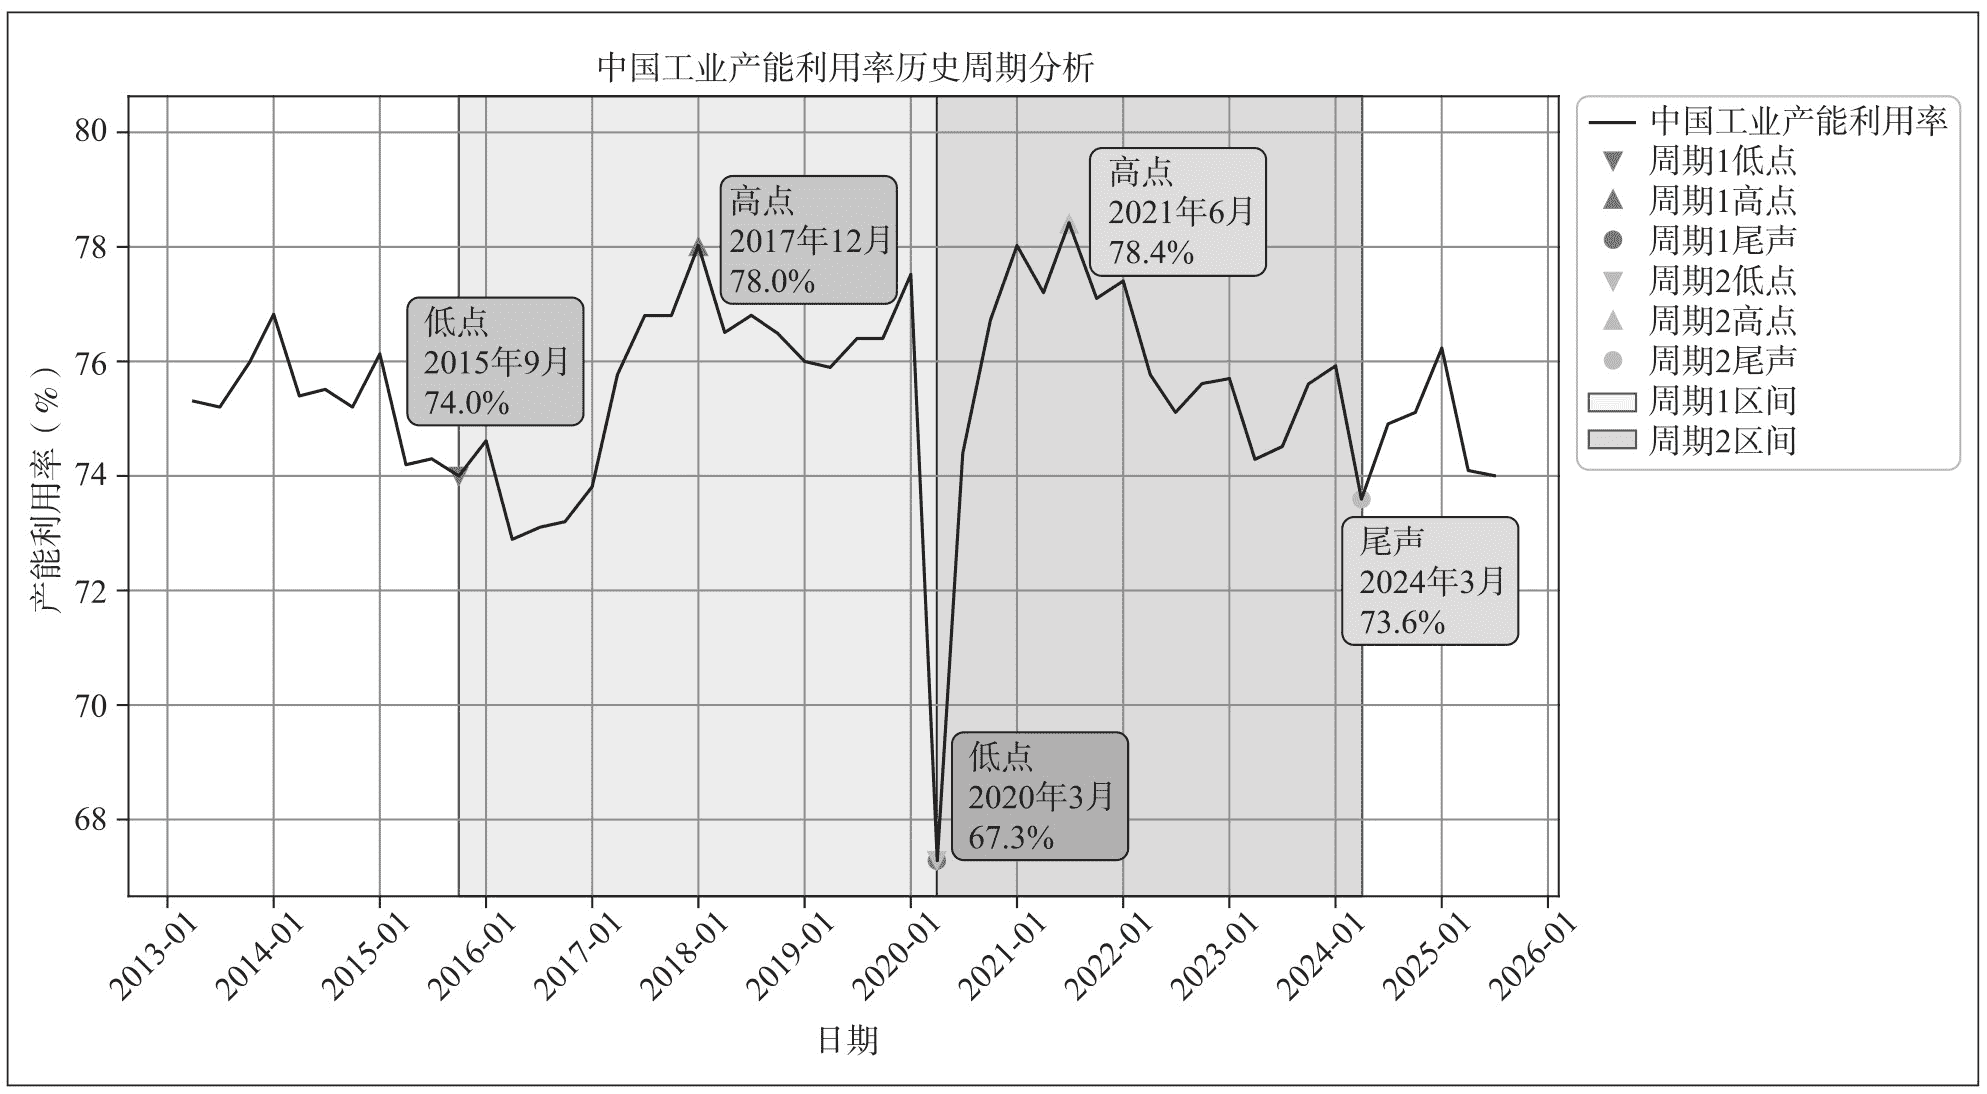 中国工业产能利用率历史周期分析
产能利用率（%）
80
78
76
74
72
70
68
低点
2015年9月
74.0%
高点
2017年12月
78.0%
高点
2021年6月
78.4%
低点
2020年3月
67.3%
尾声
2024年3月
73.6%
2013-01
2014-01
2015-01
2016-01
2017-01
2018-01
2019-01
2020-01
2021-01
2022-01
2023-01
2024-01
2025-01
2026-01
日期
中国工业产能利用率
周期1低点
周期1高点
周期1尾声
周期2低点
周期2高点
周期2尾声
周期1区间
周期2区间